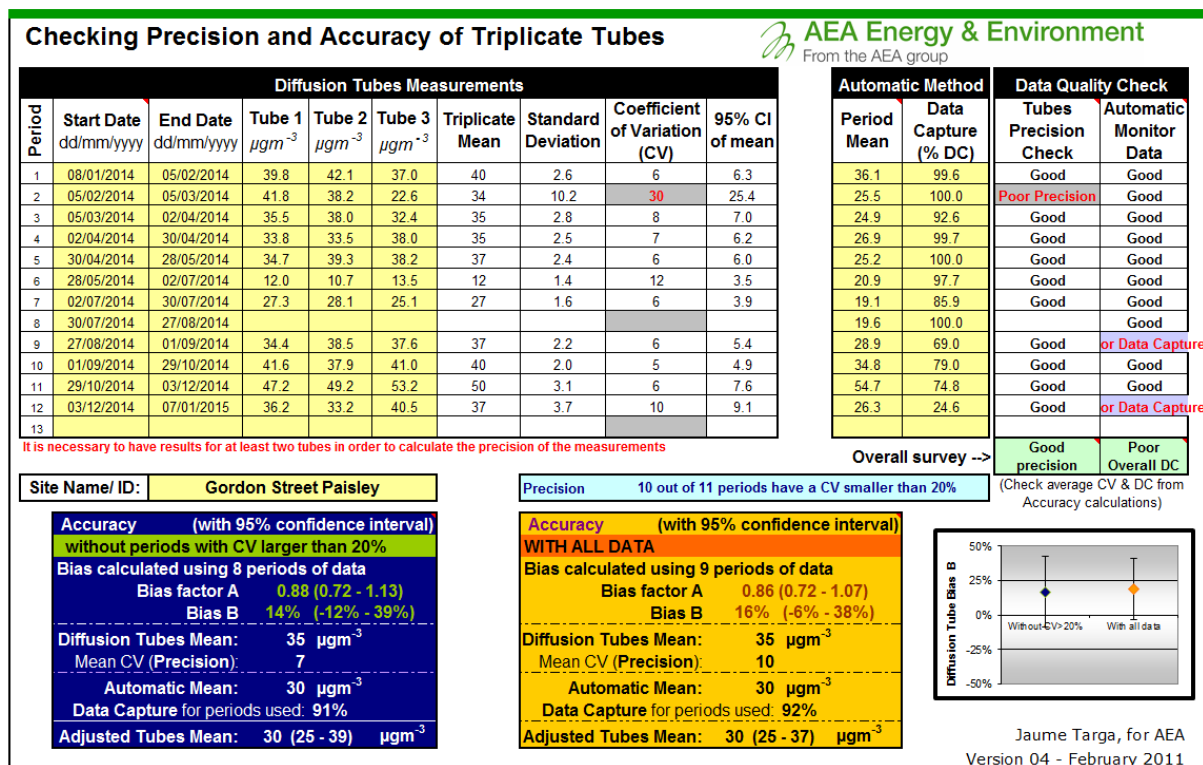 Checking Precision and Accuracy of Triplicate Tubes
AEA Energy & Environment
From the AEA group
Diffusion Tubes Measurements
Automatic Method
Data Quality Check
Period Start Date dd/mm/yyyy End Date dd/mm/yyyy Tube 1 µgm⁻³ Tube 2 µgm⁻³ Tube 3 µgm⁻³ Triplicate Mean Standard Deviation Coefficient of Variation (CV) 95% CI of mean Period Mean Data Capture (% DC) Tubes Precision Check Automatic Monitor Data
1 08/01/2014 05/02/2014 39.8 42.1 37.0 40 2.6 6 6.3 36.1 99.6 Good Good
2 05/02/2014 05/03/2014 41.8 38.2 22.6 34 10.2 30 25.4 25.5 100.0 Poor Precision Good
3 05/03/2014 02/04/2014 35.5 38.0 32.4 35 2.8 8 7.0 24.9 92.6 Good Good
4 02/04/2014 30/04/2014 33.8 33.5 38.0 35 2.5 7 6.2 26.9 99.7 Good Good
5 30/04/2014 28/05/2014 34.7 39.3 38.2 37 2.4 6 6.0 25.2 100.0 Good Good
6 28/05/2014 02/07/2014 12.0 10.7 13.5 12 1.4 12 3.5 20.9 97.7 Good Good
7 02/07/2014 30/07/2014 27.3 28.1 25.1 27 1.6 6 3.9 19.1 85.9 Good Good
8 30/07/2014 27/08/2014 19.6 100.0 Good
9 27/08/2014 01/09/2014 34.4 38.5 37.6 37 2.2 6 5.4 28.9 69.0 Good or Data Capture
10 01/09/2014 29/10/2014 41.6 37.9 41.0 40 2.0 5 4.9 34.8 79.0 Good Good
11 29/10/2014 03/12/2014 47.2 49.2 53.2 50 3.1 6 7.6 54.7 74.8 Good Good
12 03/12/2014 07/01/2015 36.2 33.2 40.5 37 3.7 10 9.1 26.3 24.6 Good or Data Capture
13
It is necessary to have results for at least two tubes in order to calculate the precision of the measurements
Overall survey --> Good precision Poor Overall DC
Site Name/ ID: Gordon Street Paisley
Precision 10 out of 11 periods have a CV smaller than 20%
(Check average CV & DC from
Accuracy calculations)
Accuracy (with 95% confidence interval)
without periods with CV larger than 20%
Bias calculated using 8 periods of data
Bias factor A 0.88 (0.72 - 1.13)
Bias B 14% (-12% - 39%)
Diffusion Tubes Mean: 35 µgm⁻³
Mean CV (Precision): 7
Automatic Mean: 30 µgm⁻³
Data Capture for periods used: 91%
Adjusted Tubes Mean: 30 (25 - 39) µgm⁻³
Accuracy (with 95% confidence interval)
WITH ALL DATA
Bias calculated using 9 periods of data
Bias factor A 0.86 (0.72 - 1.07)
Bias B 16% (-6% - 38%)
Diffusion Tubes Mean: 35 µgm⁻³
Mean CV (Precision): 10
Automatic Mean: 30 µgm⁻³
Data Capture for periods used: 92%
Adjusted Tubes Mean: 30 (25 - 37) µgm⁻³
Diffusion Tube Bias B
50%
25%
0%
-25%
-50%
Without CV>20% With all data
Jaume Targa, for AEA
Version 04 - February 2011